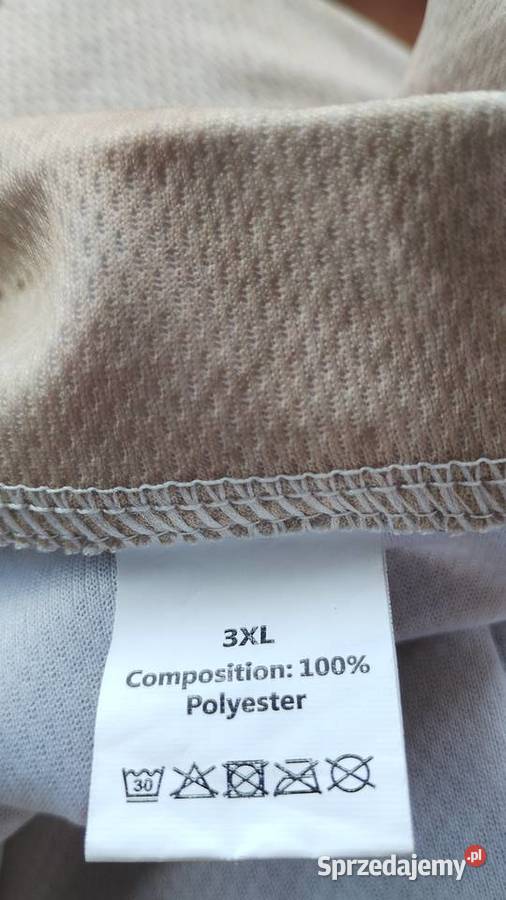 3XL
Composition: 100%
Polyester
30
Sprzedajemy.pl